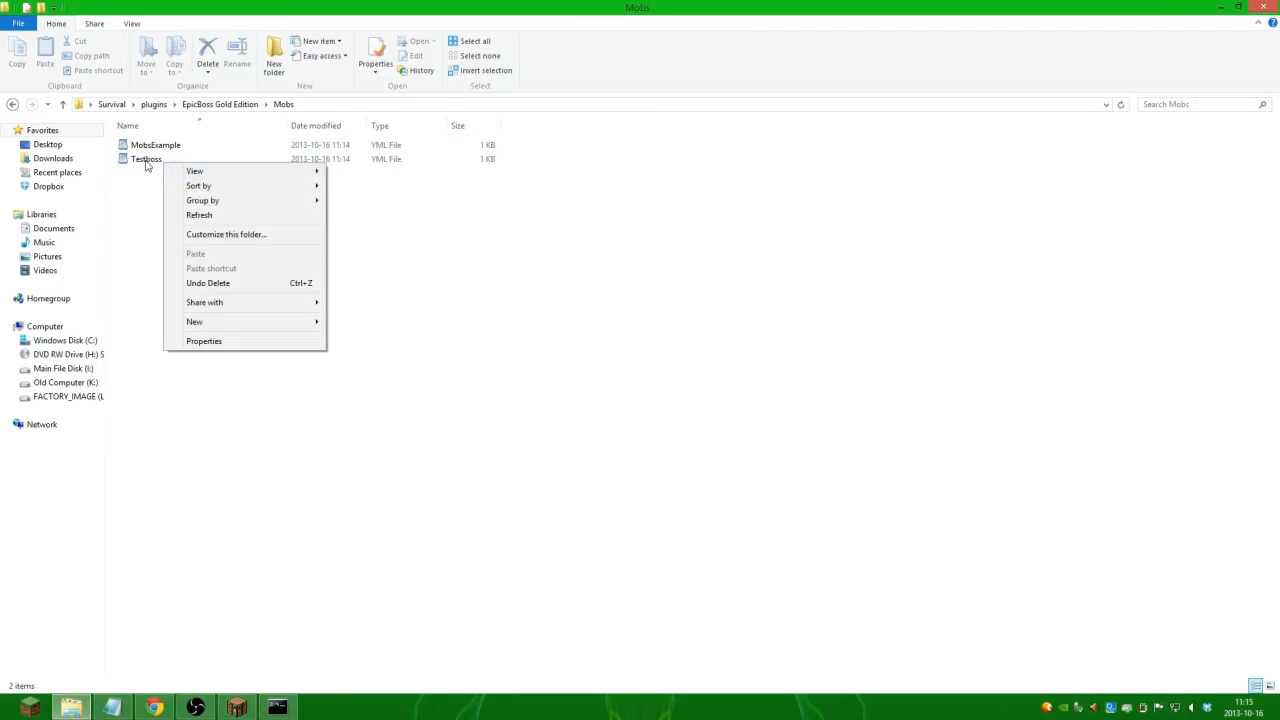 Mobs
File Home Share View
Copy Paste Cut Copy path Paste shortcut Clipboard
Move to Copy to Delete Rename Organize
New folder New item Easy access New
Properties Open Edit History Open
Select all Select none Invert selection Select
Survival plugins EpicBoss Gold Edition Mobs Search Mobs
Name Date modified Type Size
MobsExample 2013-10-16 11:14 YML File 1 KB
Testboss 2013-10-16 11:14 YML File 1 KB
Favorites
Desktop
Downloads
Recent places
Dropbox
Libraries
Documents
Music
Pictures
Videos
Homegroup
Computer
Windows Disk (C:)
DVD RW Drive (H:) S
Main File Disk (I:)
Old Computer (K:)
FACTORY_IMAGE (L
Network
View
Sort by
Group by
Refresh
Customize this folder...
Paste
Paste shortcut
Undo Delete Ctrl+Z
Share with
New
Properties
2 items
11:15
2013-10-16